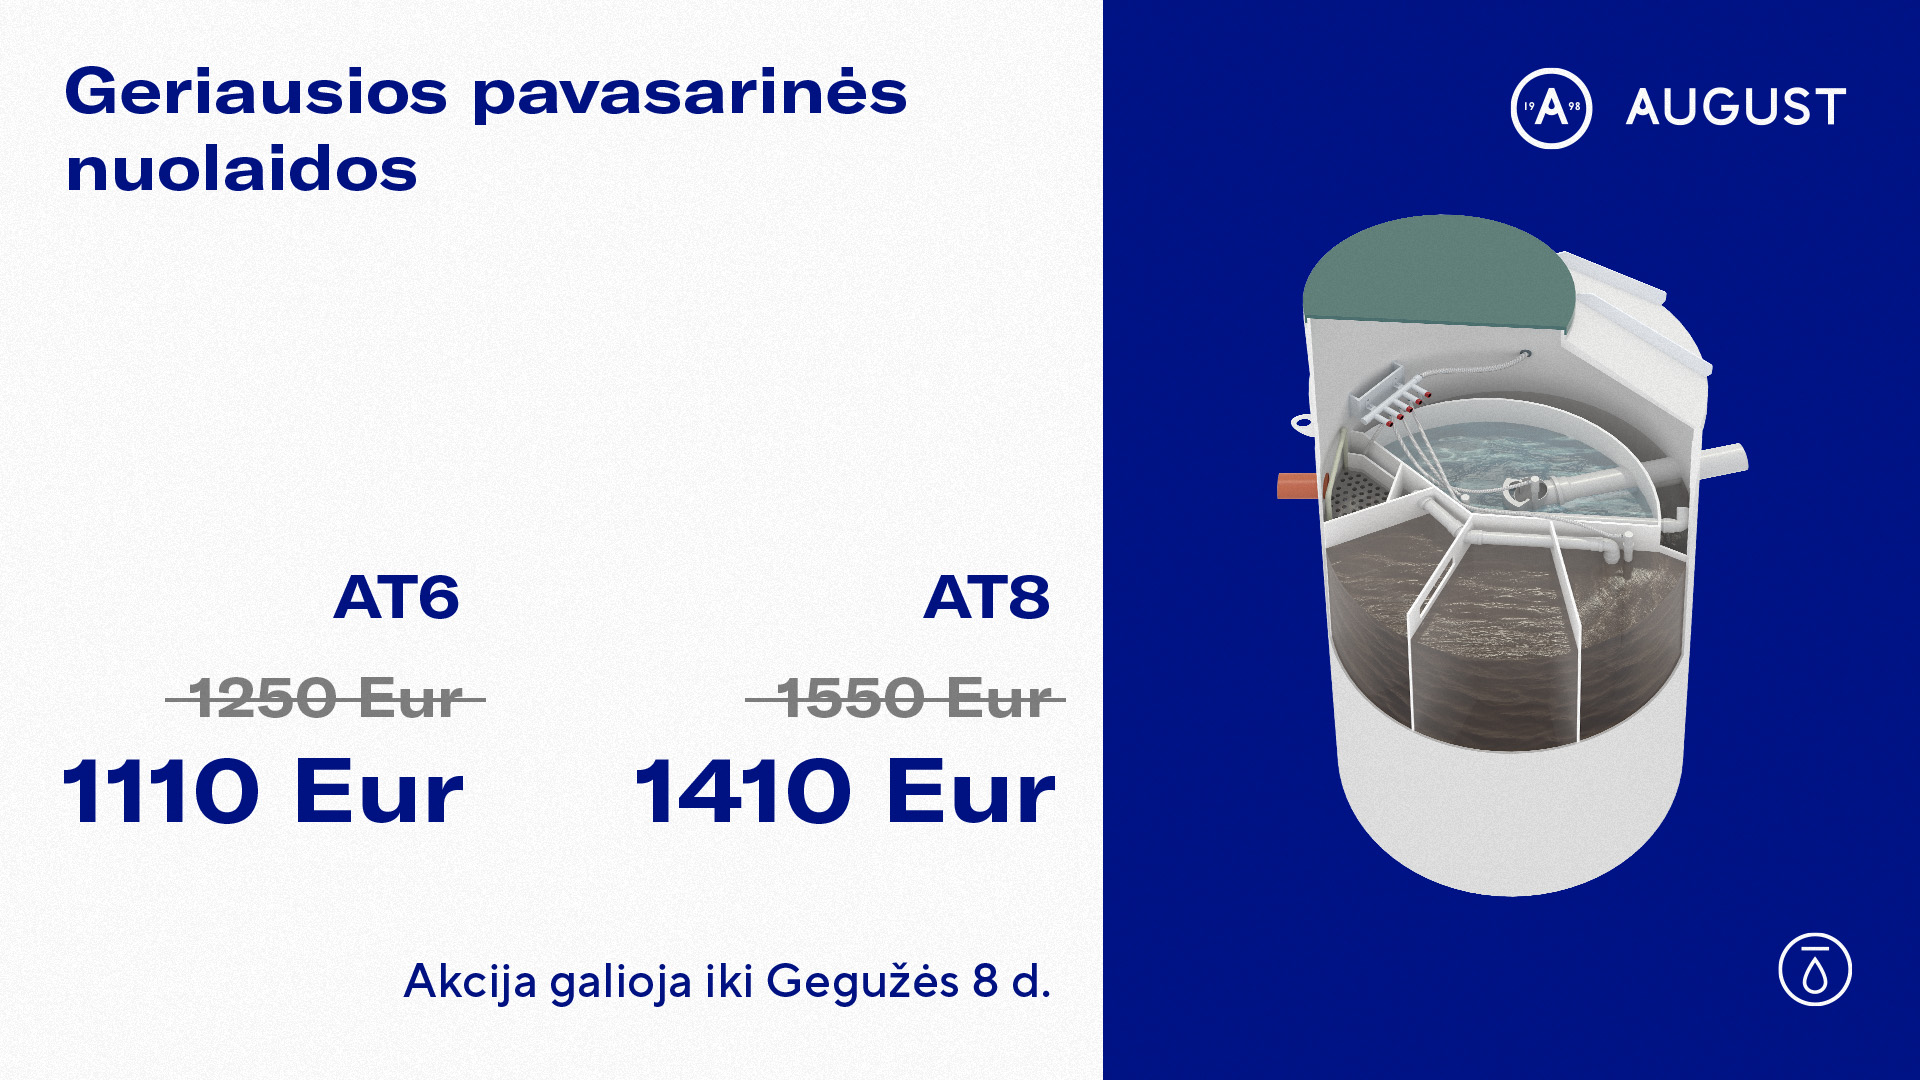 Geriausios pavasarinės
nuolaidos
19 A 98 AUGUST
AT6
1250 Eur
1110 Eur
AT8
1550 Eur
1410 Eur
Akcija galioja iki Gegužės 8 d.